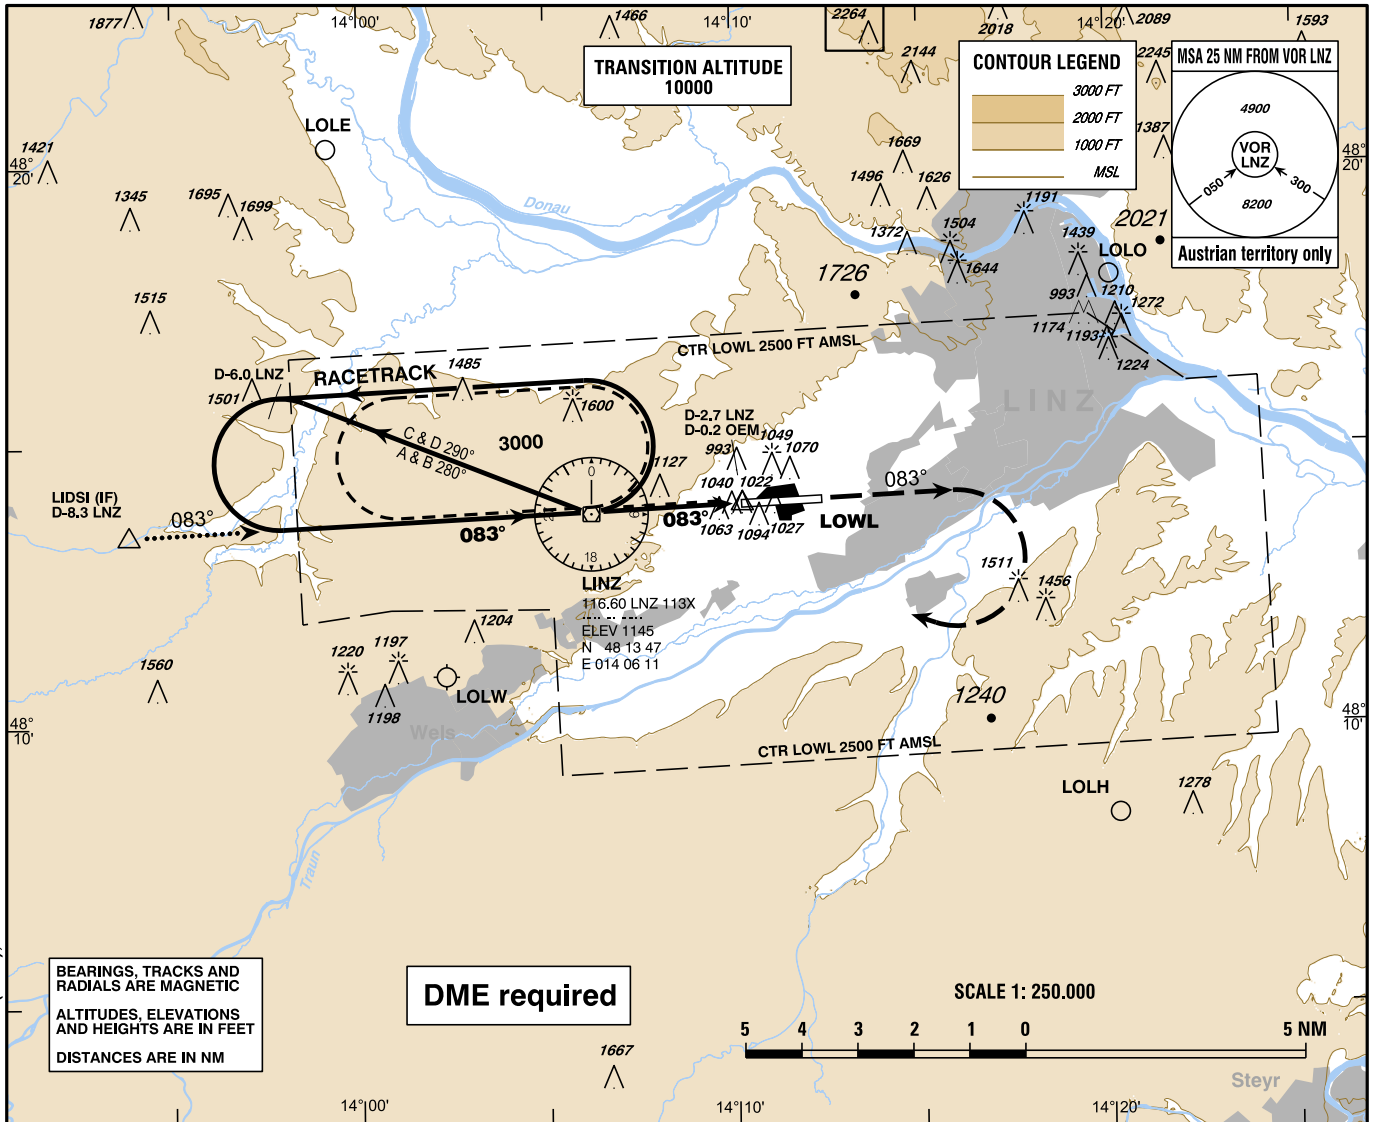 14°00'
14°10'
14°20'
1877
1466
2264
2018
2089
1593
2144
2245
TRANSITION ALTITUDE
10000
CONTOUR LEGEND
3000 FT
2000 FT
1000 FT
MSL
MSA 25 NM FROM VOR LNZ
4900
VOR
LNZ
050
300
8200
Austrian territory only
LOLE
1421
48°
20'
48°
20'
1387
1669
1345
1695
1699
1496
1626
Donau
1191
1372
1504
1439
2021
LOLO
1644
1726
1515
993
1210
1272
1174
1193
1224
CTR LOWL 2500 FT AMSL
1485
D-6.0 LNZ
RACETRACK
1501
1600
LINZ
D-2.7 LNZ
D-0.2 OEM
C & D 290°
A & B 280°
3000
993
1049
1070
1127
0
6
18
1040
1022
083°
LIDSI (IF)
D-8.3 LNZ
083°
083°
083°
1063
1094
1027
LOWL
LINZ
116.60 LNZ 113X
ELEV 1145
N 48 13 47
E 014 06 11
1511
1456
1204
1197
1220
1560
LOLW
1198
Wels
1240
48°
10'
48°
10'
CTR LOWL 2500 FT AMSL
LOLH
1278
Traun
BEARINGS, TRACKS AND
RADIALS ARE MAGNETIC
ALTITUDES, ELEVATIONS
AND HEIGHTS ARE IN FEET
DISTANCES ARE IN NM
DME required
SCALE 1: 250.000
5 4 3 2 1 0 5 NM
1667
Steyr
14°00'
14°10'
14°20'